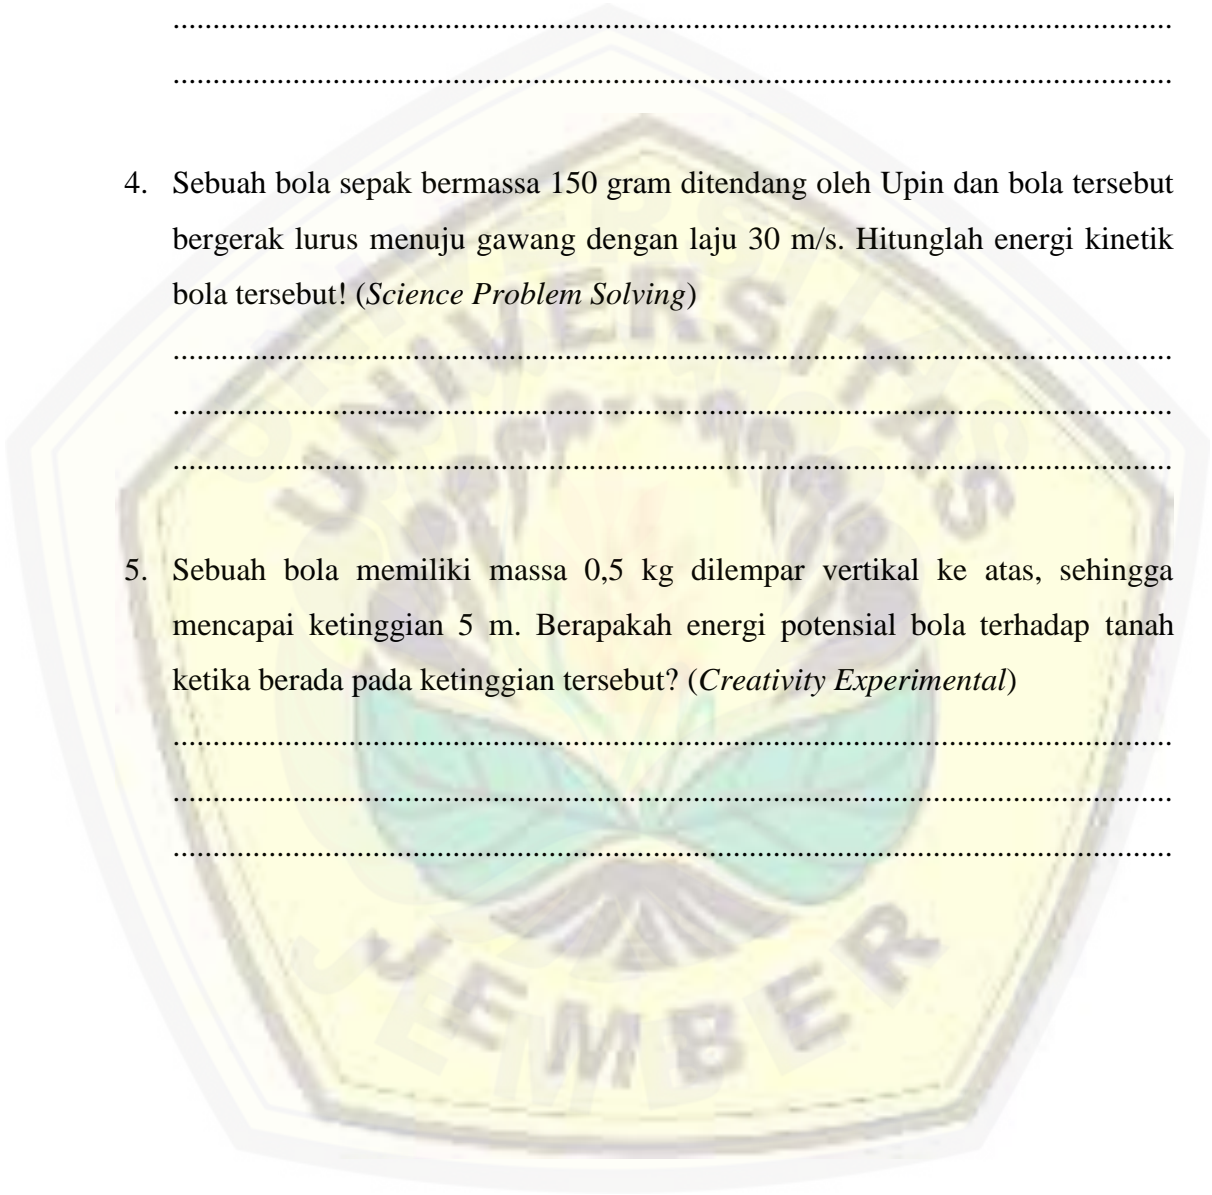 ................................................................................................................................
................................................................................................................................
4. Sebuah bola sepak bermassa 150 gram ditendang oleh Upin dan bola tersebut
bergerak lurus menuju gawang dengan laju 30 m/s. Hitunglah energi kinetik
bola tersebut! (Science Problem Solving)
................................................................................................................................
................................................................................................................................
................................................................................................................................
5. Sebuah bola memiliki massa 0,5 kg dilempar vertikal ke atas, sehingga
mencapai ketinggian 5 m. Berapakah energi potensial bola terhadap tanah
ketika berada pada ketinggian tersebut? (Creativity Experimental)
................................................................................................................................
................................................................................................................................
................................................................................................................................
UNIVERSITAS
JEMBER